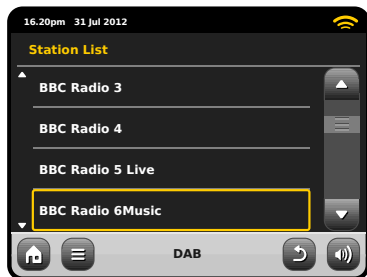 16.20pm 31 Jul 2012
Station List
BBC Radio 3
BBC Radio 4
BBC Radio 5 Live
BBC Radio 6Music
DAB